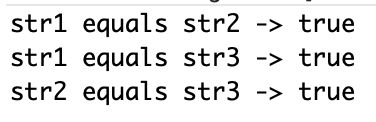 str1 equals str2 -> true
str1 equals str3 -> true
str2 equals str3 -> true